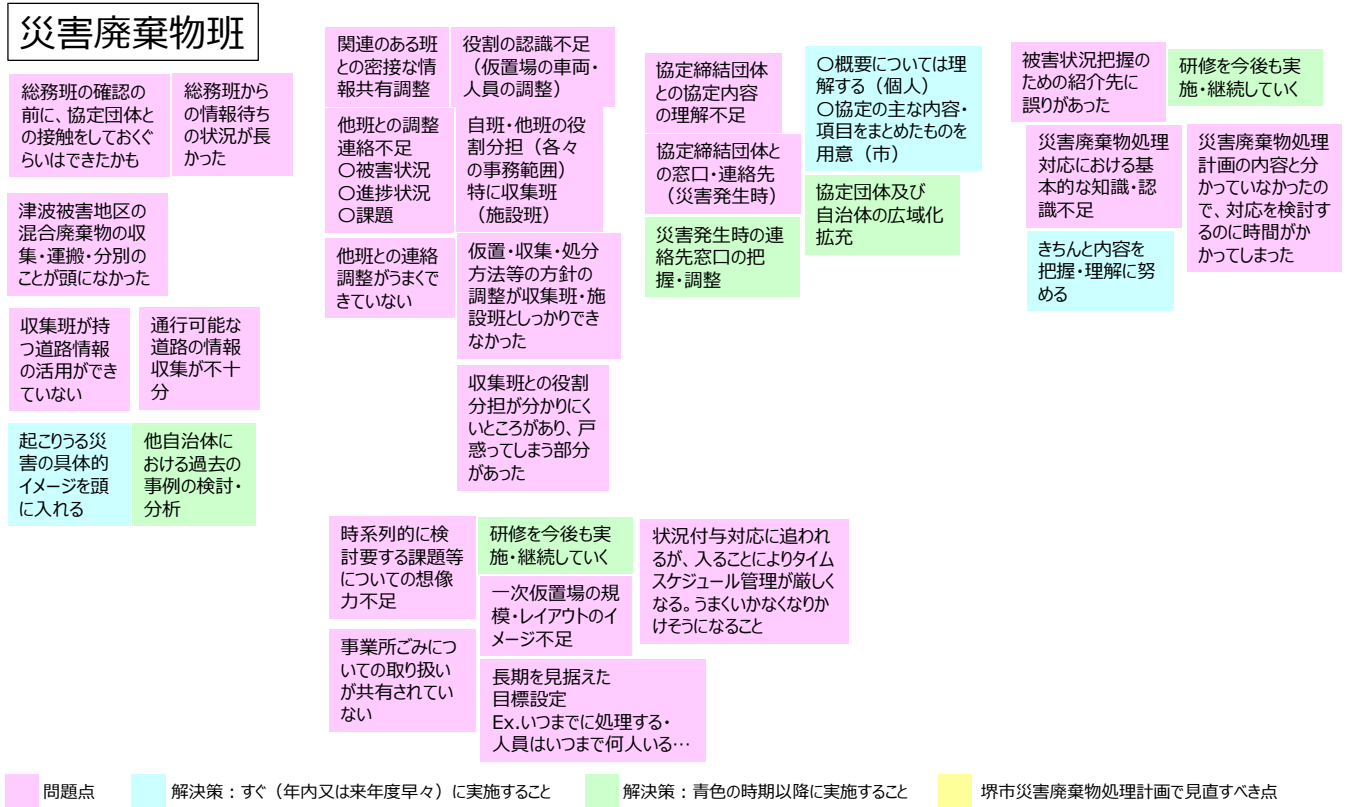 災害廃棄物班
総務班の確認の
前に、協定団体と
の接触をしておくぐ
らいはできたかも
総務班から
の情報待ち
の状況が長
かった
津波被害地区の
混合廃棄物の収
集・運搬・分別の
ことが頭になかった
収集班が持
つ道路情報
の活用ができ
ていない
通行可能な
道路の情報
収集が不十
分
起こりうる災
害の具体的
イメージを頭
に入れる
他自治体に
おける過去の
事例の検討・
分析
関連のある班
との密接な情
報共有調整
役割の認識不足
（仮置場の車両・
人員の調整）
他班との調整
連絡不足
○被害状況
○進捗状況
○課題
自班・他班の役
割分担（各々
の事務範囲）
特に収集班
（施設班）
他班との連絡
調整がうまくで
きていない
仮置・収集・処分
方法等の方針の
調整が収集班・施
設班としっかりでき
なかった
収集班との役割
分担が分かりにく
いところがあり、戸
惑ってしまう部分
があった
協定締結団体
との協定内容
の理解不足
協定締結団体と
の窓口・連絡先
（災害発生時）
災害発生時の連
絡先窓口の把
握・調整
○概要については理
解する（個人）
○協定の主な内容・
項目をまとめたものを
用意（市）
協定団体及び
自治体の広域化
拡充
被害状況把握の
ための紹介先に
誤りがあった
研修を今後も実
施・継続していく
災害廃棄物処理
対応における基
本的な知識・認
識不足
災害廃棄物処理
計画の内容と分
かっていなかったの
で、対応を検討す
るのに時間がか
かってしまった
きちんと内容を
把握・理解に努
める
時系列的に検
討要する課題等
についての想像
力不足
研修を今後も実
施・継続していく
一次仮置場の規
模・レイアウトのイ
メージ不足
状況付与対応に追われ
るが、入ることによりタイム
スケジュール管理が厳しく
なる。うまくいかなくなりか
けそうになること
事業所ごみにつ
いての取り扱い
が共有されてい
ない
長期を見据えた
目標設定
Ex.いつまでに処理する・
人員はいつまで何人いる…
問題点
解決策：すぐ（年内又は来年度早々）に実施すること
解決策：青色の時期以降に実施すること
堺市災害廃棄物処理計画で見直すべき点